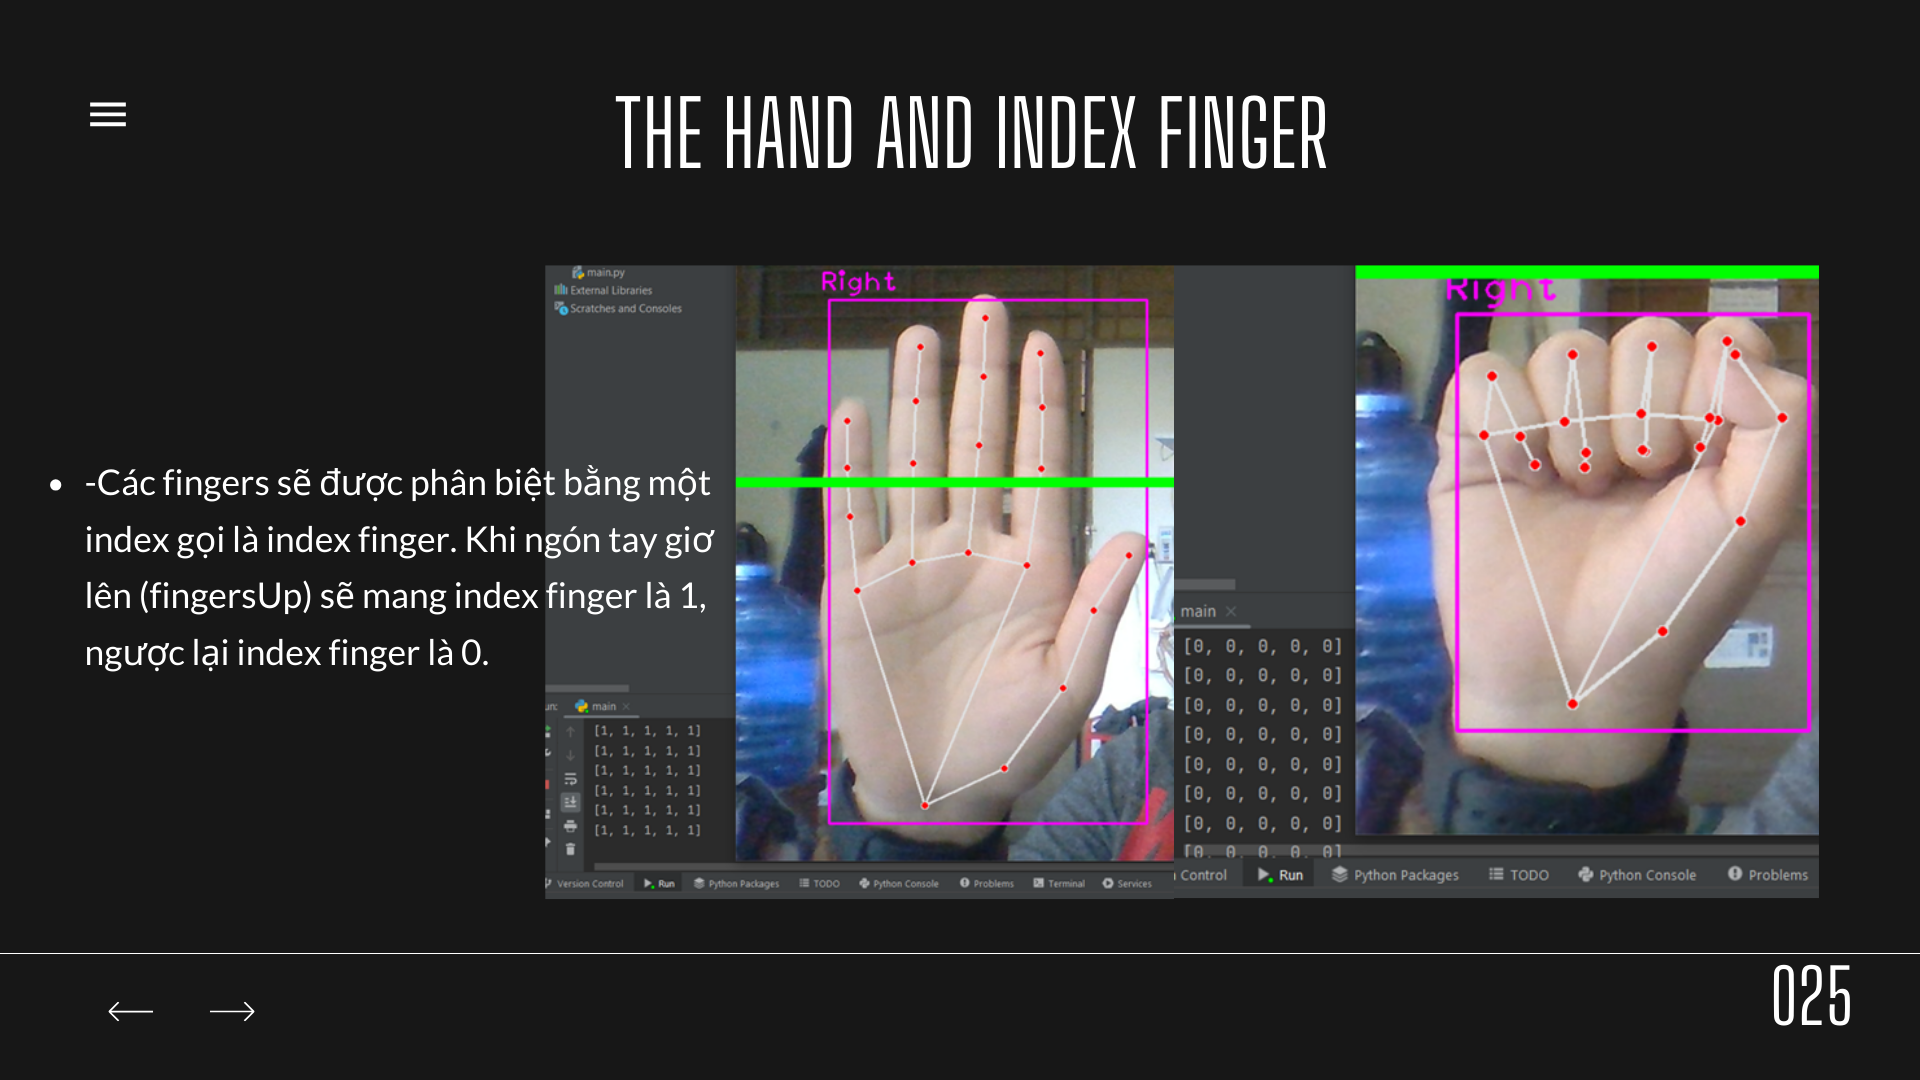 THE HAND AND INDEX FINGER
-Các fingers sẽ được phân biệt bằng một
index gọi là index finger. Khi ngón tay giơ
lên (fingersUp) sẽ mang index finger là 1,
ngược lại index finger là 0.
main.py
External Libraries
Scratches and Consoles
Right
main
[1, 1, 1, 1, 1]
[1, 1, 1, 1, 1]
[1, 1, 1, 1, 1]
[1, 1, 1, 1, 1]
[1, 1, 1, 1, 1]
[1, 1, 1, 1, 1]
Version Control Run Python Packages TODO Python Console Problems Terminal Services
Right
main
[0, 0, 0, 0, 0]
[0, 0, 0, 0, 0]
[0, 0, 0, 0, 0]
[0, 0, 0, 0, 0]
[0, 0, 0, 0, 0]
[0, 0, 0, 0, 0]
[0, 0, 0, 0, 0]
[0, 0, 0, 0, 0]
Control Run Python Packages TODO Python Console Problems
025